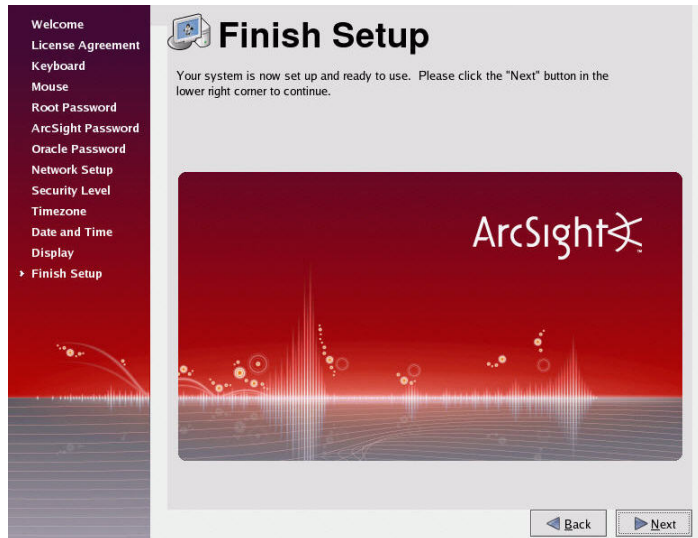 Welcome
License Agreement
Keyboard
Mouse
Root Password
ArcSight Password
Oracle Password
Network Setup
Security Level
Timezone
Date and Time
Display
Finish Setup
Finish Setup
Your system is now set up and ready to use. Please click the "Next" button in the
lower right corner to continue.
ArcSight
Back
Next